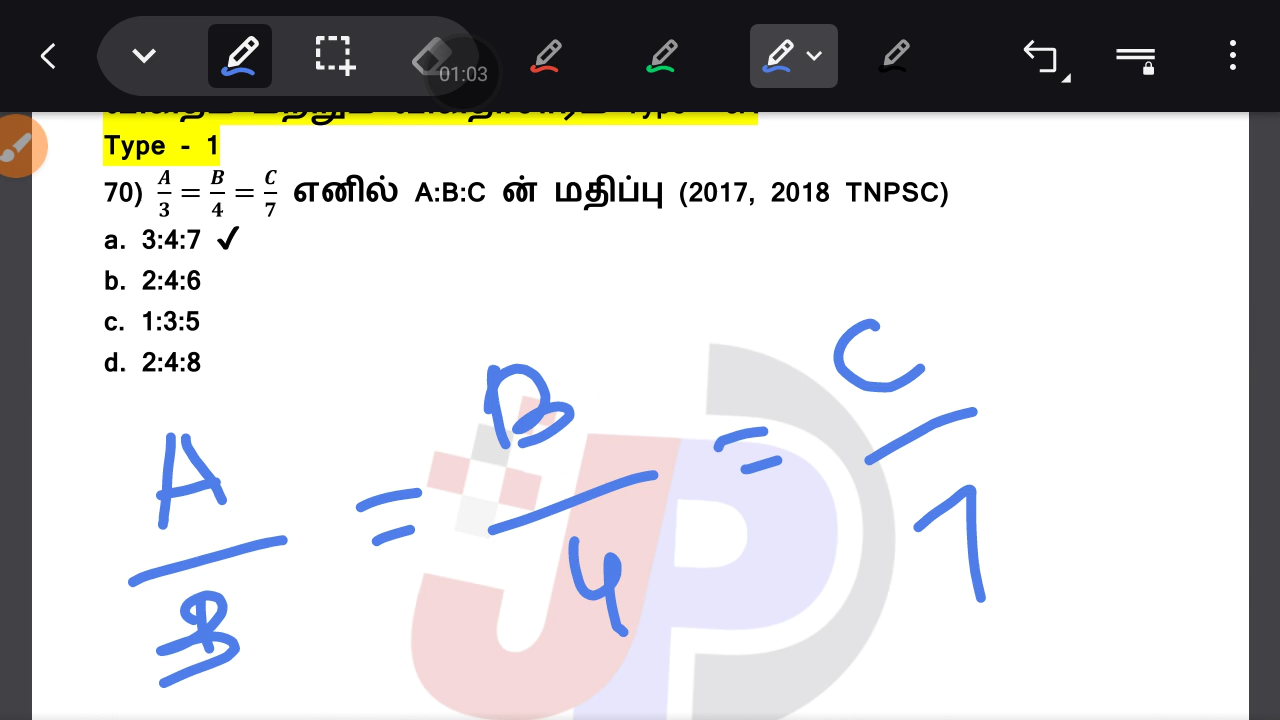 01:03
Type - 1
70) A/3 = B/4 = C/7 எனில் A:B:C ன் மதிப்பு (2017, 2018 TNPSC)
a. 3:4:7 ✓
b. 2:4:6
c. 1:3:5
d. 2:4:8
A/3 = B/4 = C/7
JP